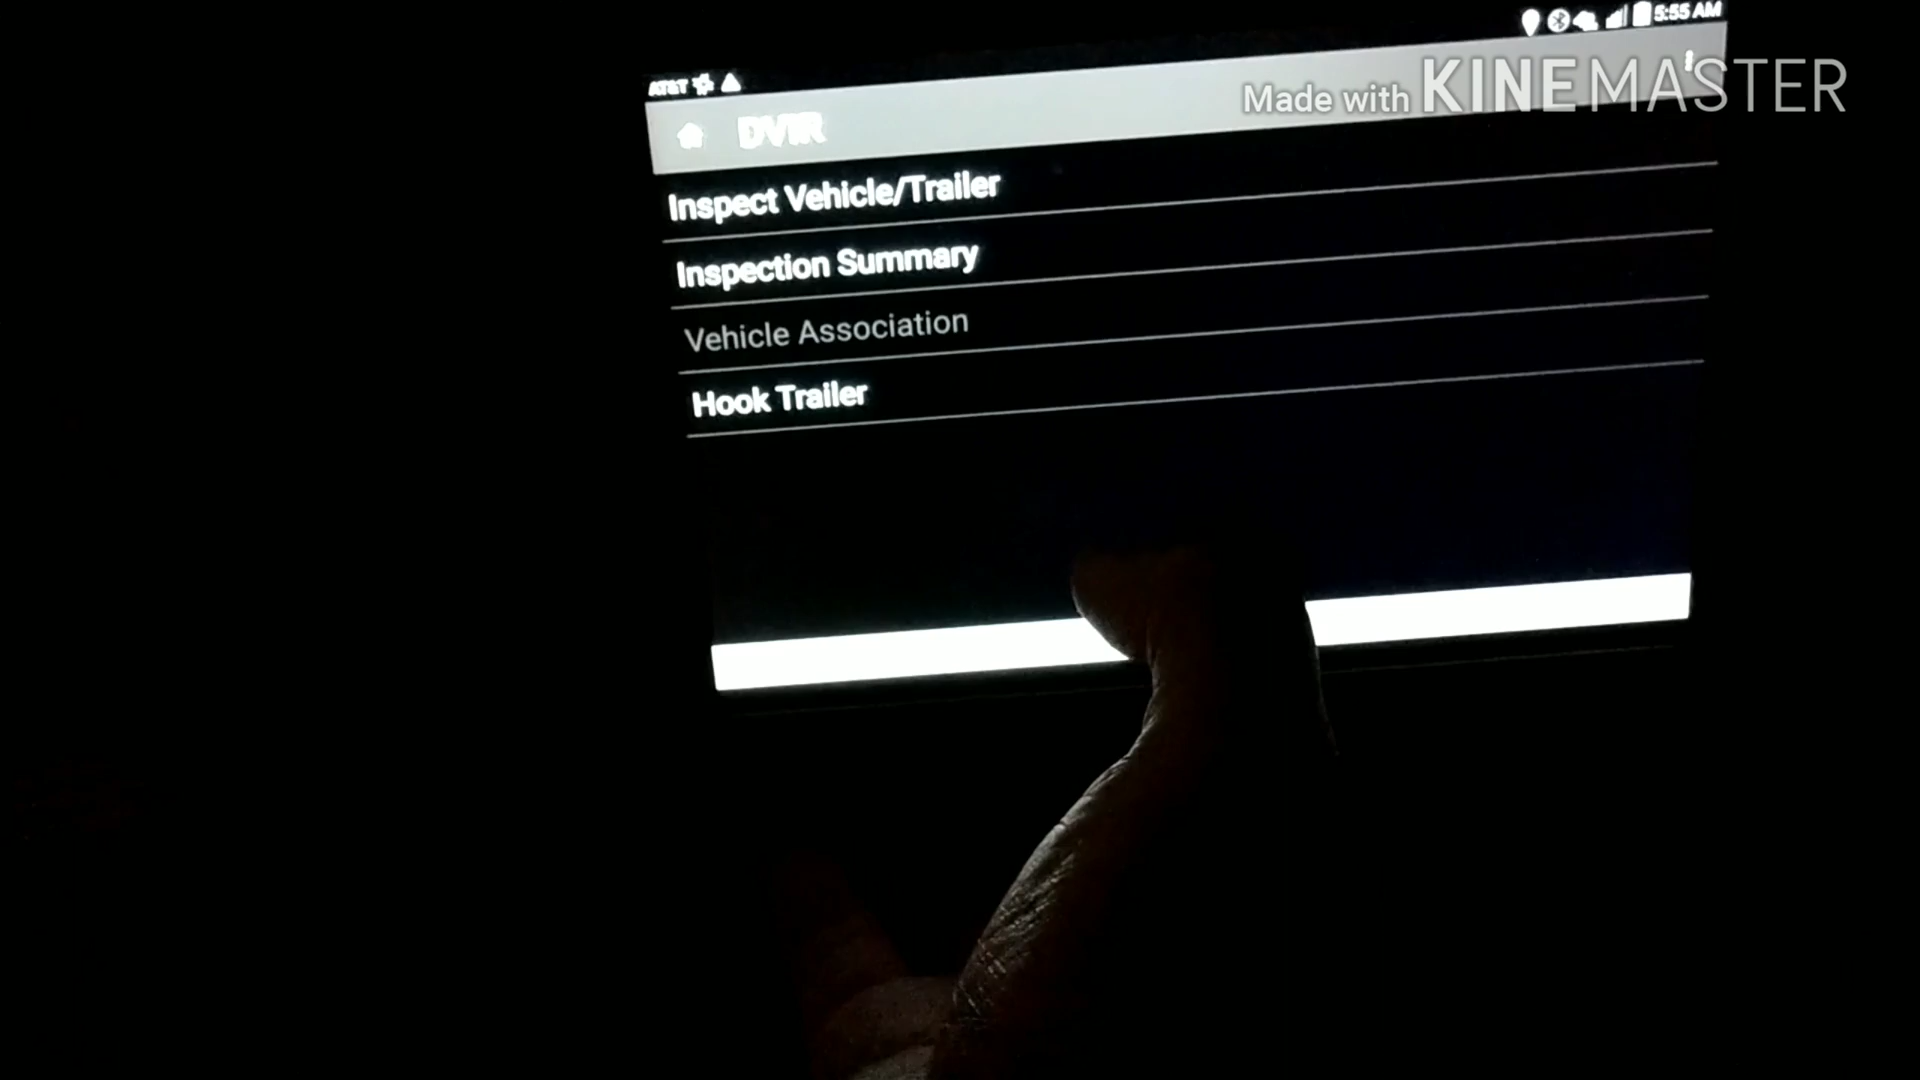 AT&T 5:55 AM
Made with KINEMASTER
DVIR
Inspect Vehicle/Trailer
Inspection Summary
Vehicle Association
Hook Trailer